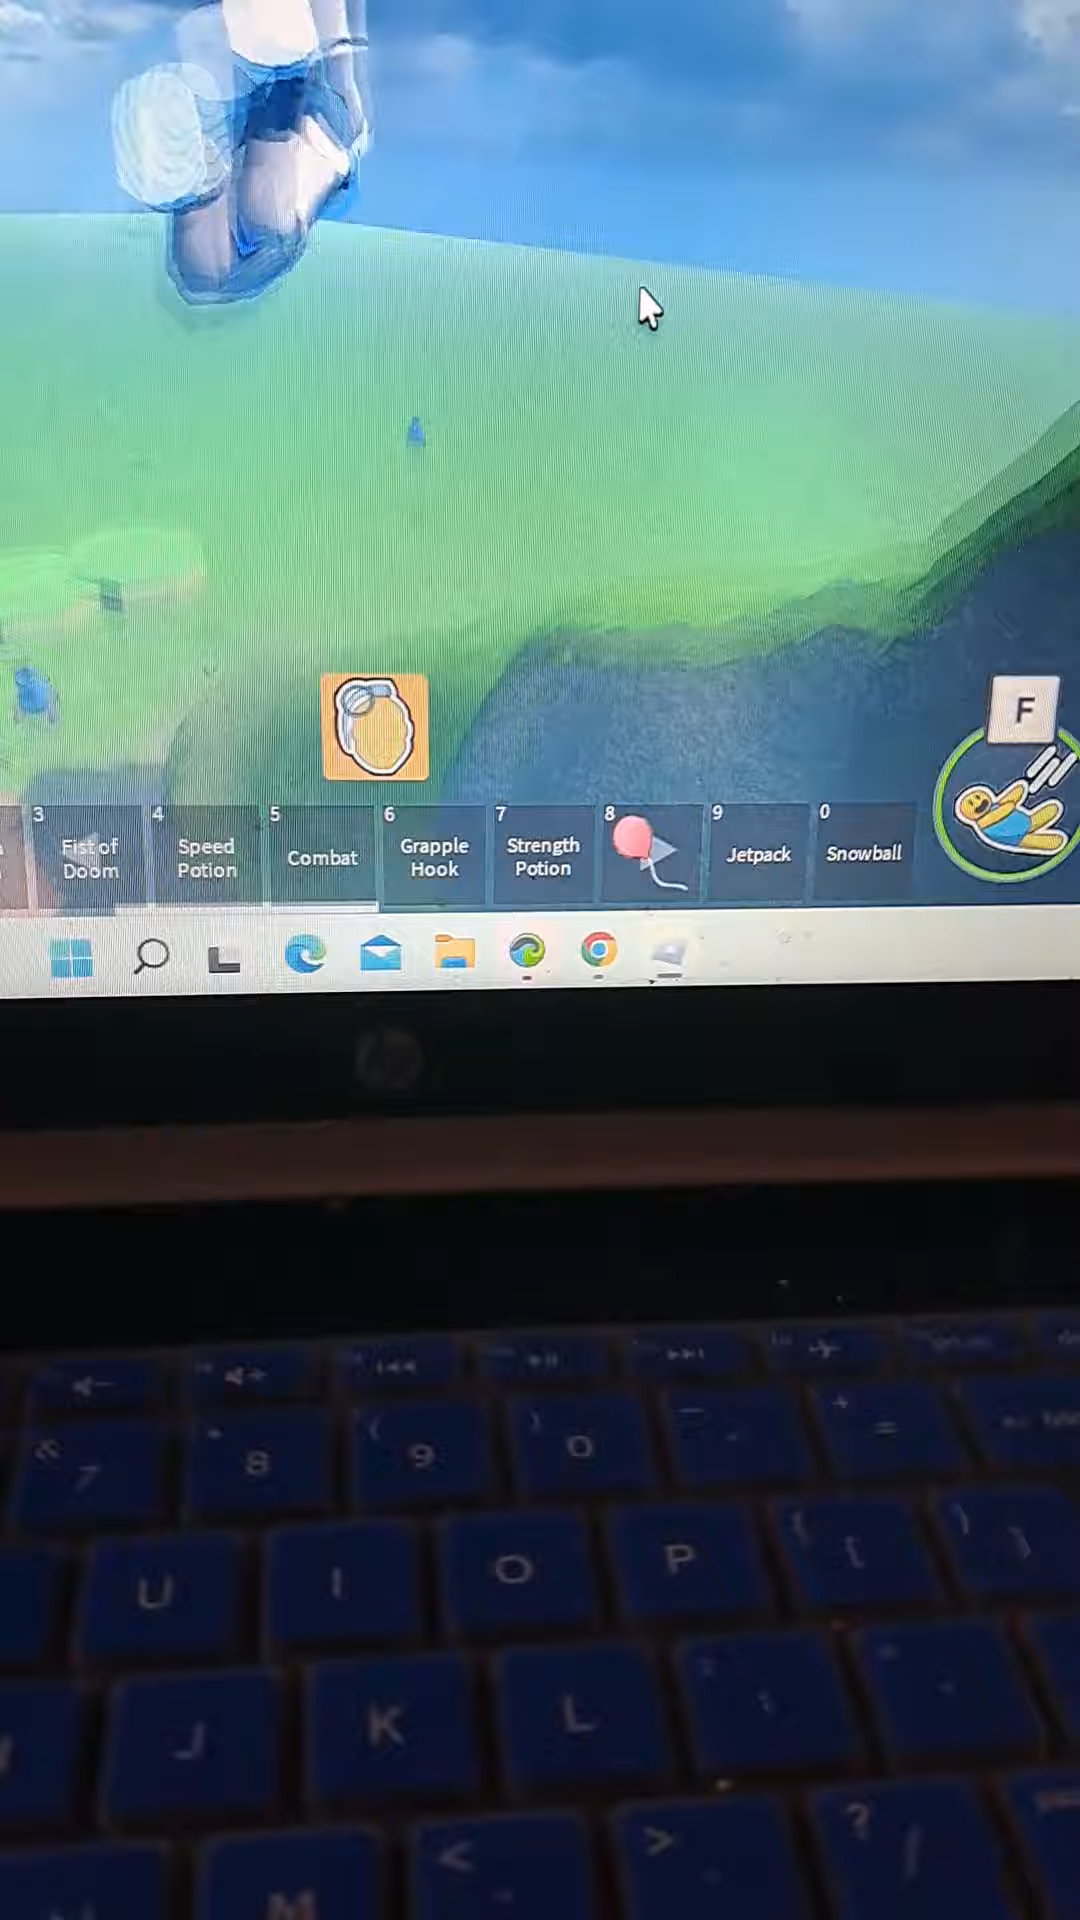 F
3
Fist of
Doom
4
Speed
Potion
5
Combat
6
Grapple
Hook
7
Strength
Potion
8
9
Jetpack
0
Snowball
&
7
*
8
(
9
)
0
-
+
=
U
I
O
P
{
[
}
]
J
K
L
:
;
M
<
>
?
/